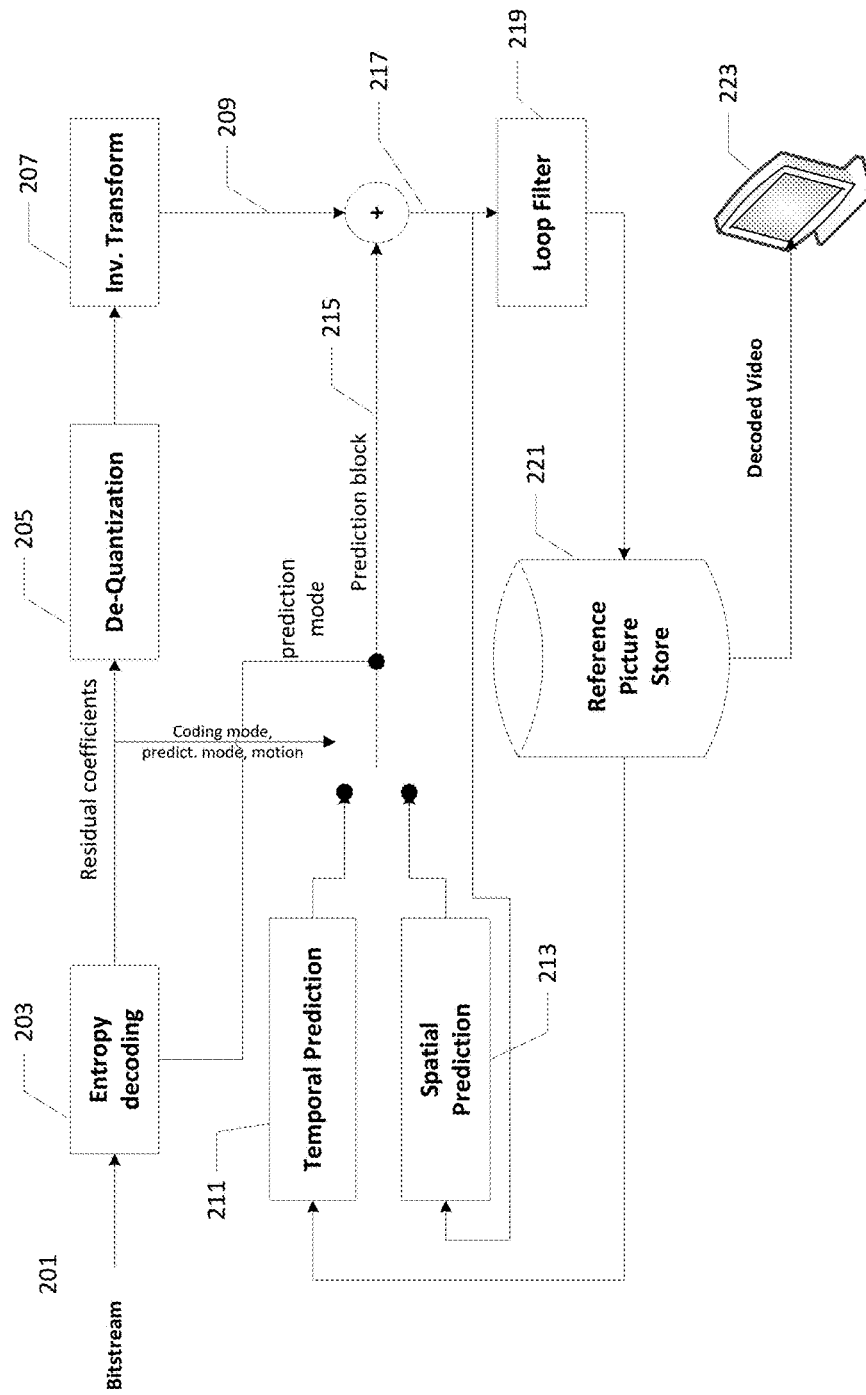 201
Bitstream
203
Entropy
decoding
Residual coefficients
205
De-Quantization
207
Inv. Transform
209
Coding mode,
predict. mode, motion
prediction
mode
Prediction block
215
+
217
211
Temporal Prediction
Spatial
Prediction
213
219
Loop Filter
221
Reference
Picture
Store
Decoded Video
223